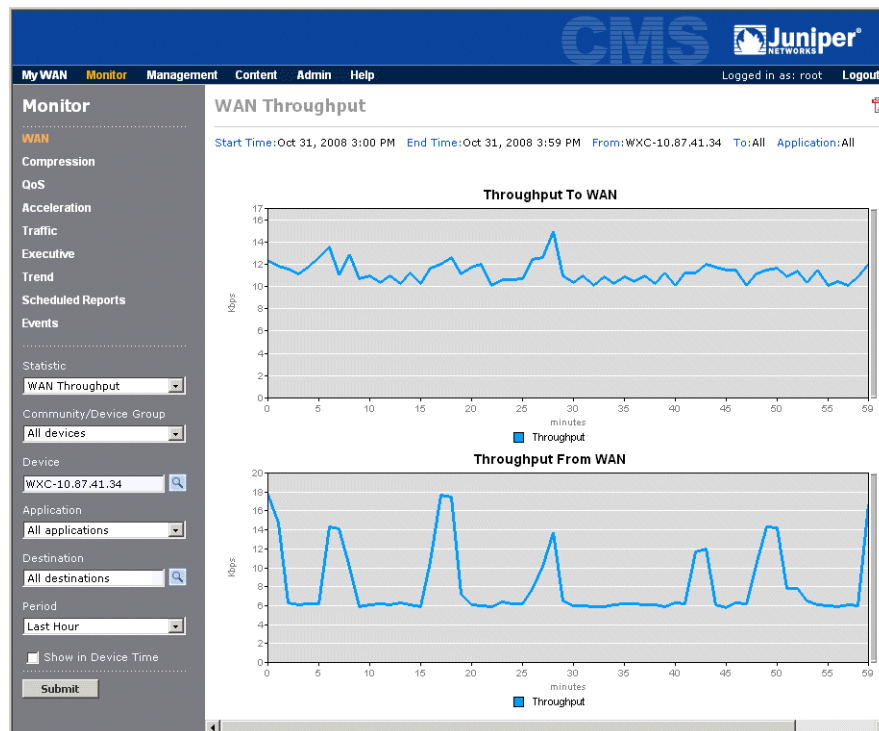 CMS
Juniper®
NETWORKS
My WAN Monitor Management Content Admin Help Logged in as: root Logout
Monitor
WAN
Compression
QoS
Acceleration
Traffic
Executive
Trend
Scheduled Reports
Events
Statistic
WAN Throughput
Community/Device Group
All devices
Device
WXC-10.87.41.34
Application
All applications
Destination
All destinations
Period
Last Hour
Show in Device Time
Submit
WAN Throughput
Start Time:Oct 31, 2008 3:00 PM End Time:Oct 31, 2008 3:59 PM From:WXC-10.87.41.34 To:All Application:All
Throughput To WAN
17
16
14
12
10
8
6
4
2
0
Kbps
0 5 10 15 20 25 30 35 40 45 50 55 59
minutes
Throughput
Throughput From WAN
20
18
16
14
12
10
8
6
4
2
0
Kbps
0 5 10 15 20 25 30 35 40 45 50 55 59
minutes
Throughput